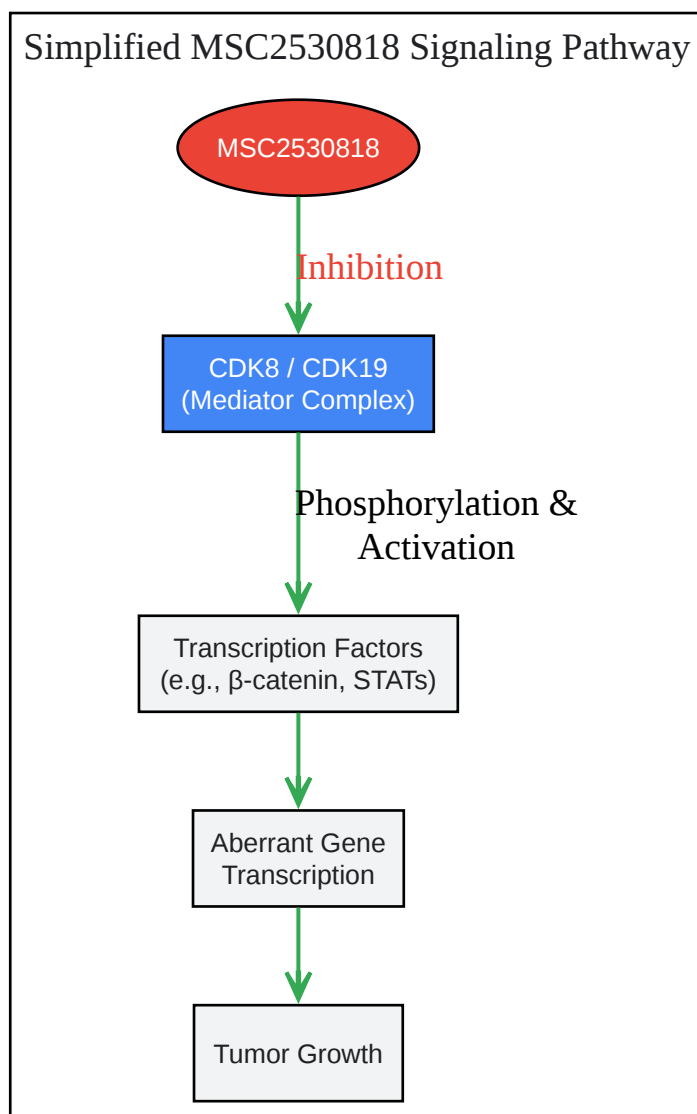 Simplified MSC2530818 Signaling Pathway
MSC2530818
Inhibition
CDK8 / CDK19
(Mediator Complex)
Phosphorylation &
Activation
Transcription Factors
(e.g., β-catenin, STATs)
Aberrant Gene
Transcription
Tumor Growth